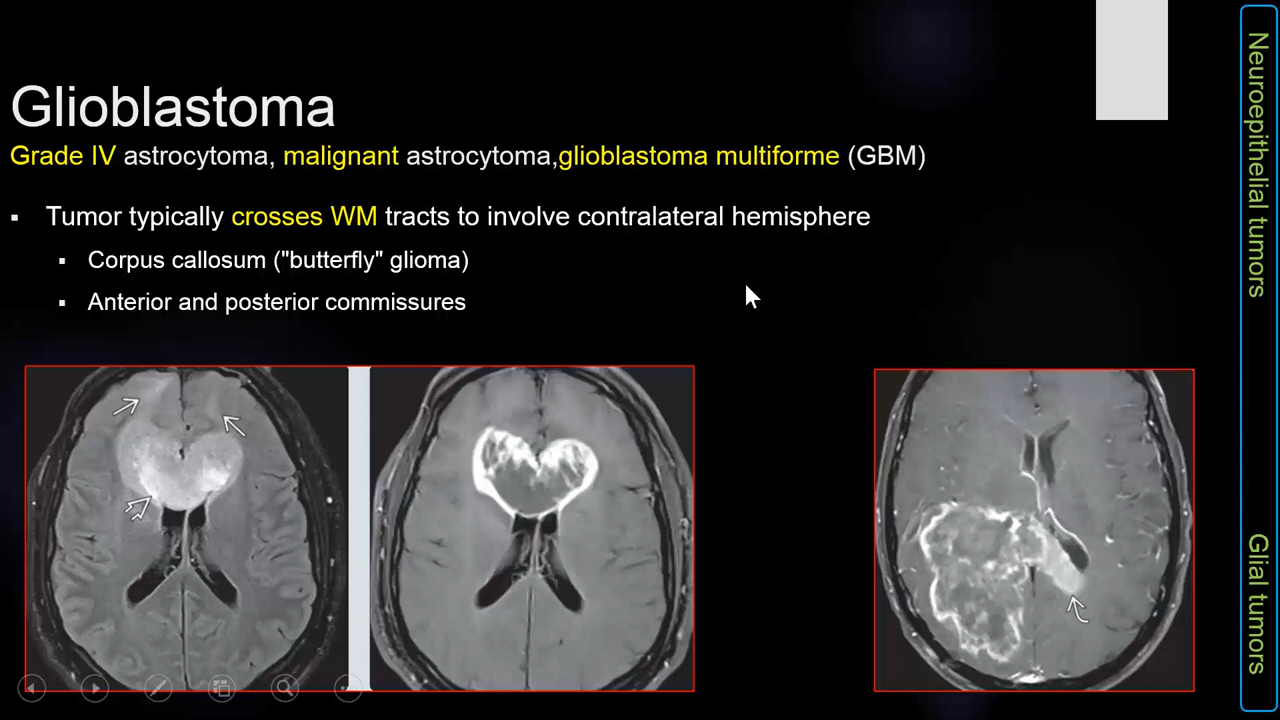 Glioblastoma
Grade IV astrocytoma, malignant astrocytoma,glioblastoma multiforme (GBM)
▪ Tumor typically crosses WM tracts to involve contralateral hemisphere
▪ Corpus callosum ("butterfly" glioma)
▪ Anterior and posterior commissures
Neuroepithelial tumors
Glial tumors